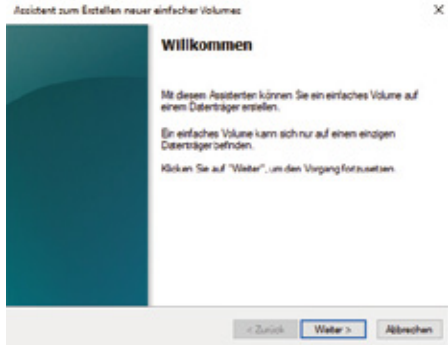 Assistent zum Erstellen neuer einfacher Volumes
Willkommen
Mit diesem Assistenten können Sie ein einfaches Volume auf
einem Datenträger erstellen.
Ein einfaches Volume kann sich nur auf einem einzigen
Datenträger befinden.
Klicken Sie auf "Weiter", um den Vorgang fortzusetzen.
< Zurück Weiter > Abbrechen